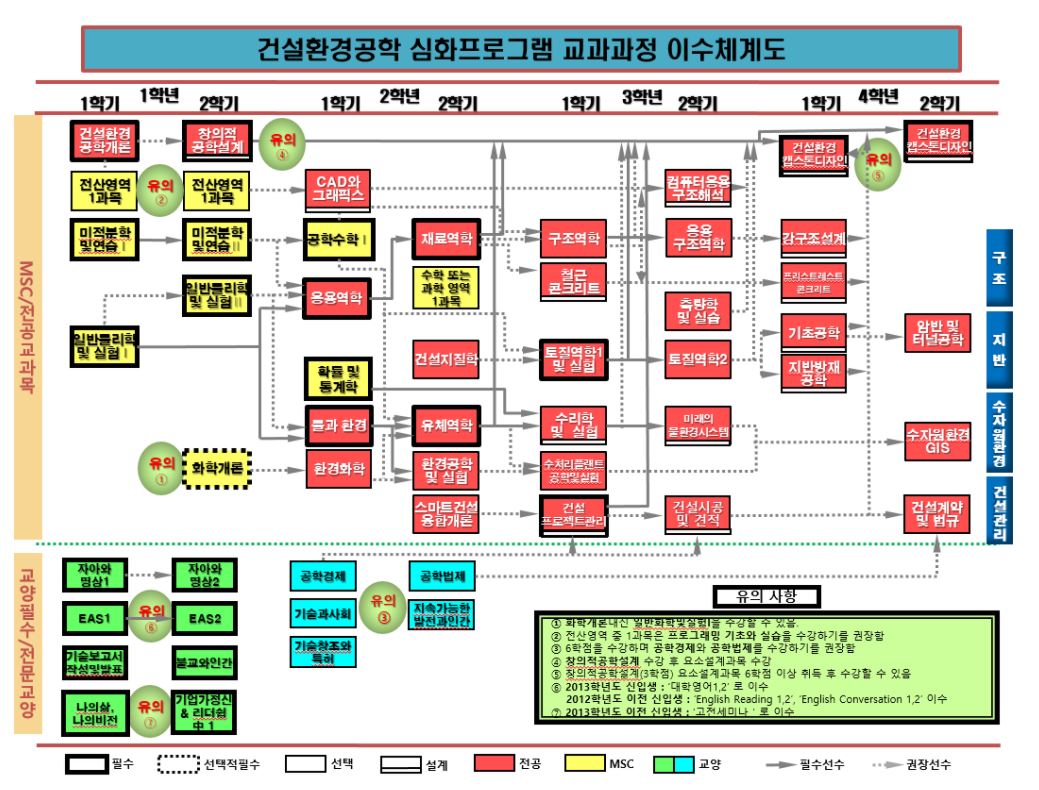 건설환경공학 심화프로그램 교과과정 이수체계도
1학년
2학년
3학년
4학년
1학기
2학기
1학기
2학기
1학기
2학기
1학기
2학기
MSC/전공교과목
건설환경
공학개론
창의적
공학설계
유의
④
건설환경
캡스톤디자인
유의
⑤
건설환경
캡스톤디자인
전산영역
1과목
유의
②
전산영역
1과목
CAD와
그래픽스
컴퓨터응용
구조해석
미적분학
및연습 I
미적분학
및연습 II
공학수학 I
재료역학
구조역학
응용
구조역학
강구조설계
구조
일반물리학
및 실험 II
응용역학
수학 또는
과학 영역
1과목
철근
콘크리트
프리스트레스트
콘크리트
측량학
및 실습
일반물리학
및 실험 I
건설지질학
토질역학1
및 실험
토질역학2
기초공학
암반 및
터널공학
지반
확률 및
통계학
지반방재
공학
물과 환경
유체역학
수리학
및 실험
미래의
물환경시스템
수자원환경
GIS
수자원환경
유의
①
화학개론
환경화학
환경공학
및 실험
수처리플랜트
공학및실험
스마트건설
융합개론
건설
프로젝트관리
건설시공
및 견적
건설계약
및 법규
건설관리
교양필수/전문교양
자아와
명상1
자아와
명상2
공학경제
공학법제
EAS1
유의
⑥
EAS2
기술과사회
유의
③
지속가능한
발전과인간
기술보고서
작성및발표
불교와인간
기술창조와
특허
나의삶,
나의비전
유의
⑦
기업가정신
& 리더쉽
中 1
유의 사항
① 화학개론대신 일반화학및실험I을 수강할 수 있음.
② 전산영역 중 1과목은 프로그래밍 기초와 실습을 수강하기를 권장함
③ 6학점을 수강하며 공학경제와 공학법제를 수강하기를 권장함
④ 창의적공학설계 수강 후 요소설계과목 수강
⑤ 창의적공학설계(3학점) 요소설계과목 6학점 이상 취득 후 수강할 수 있음
⑥ 2013학년도 신입생 : '대학영어1,2' 로 이수
2012학년도 이전 신입생 : 'English Reading 1,2', 'English Conversation 1,2' 이수
⑦ 2013학년도 이전 신입생 : '고전세미나 ' 로 이수
필수
선택적필수
선택
설계
전공
MSC
교양
필수선수
권장선수